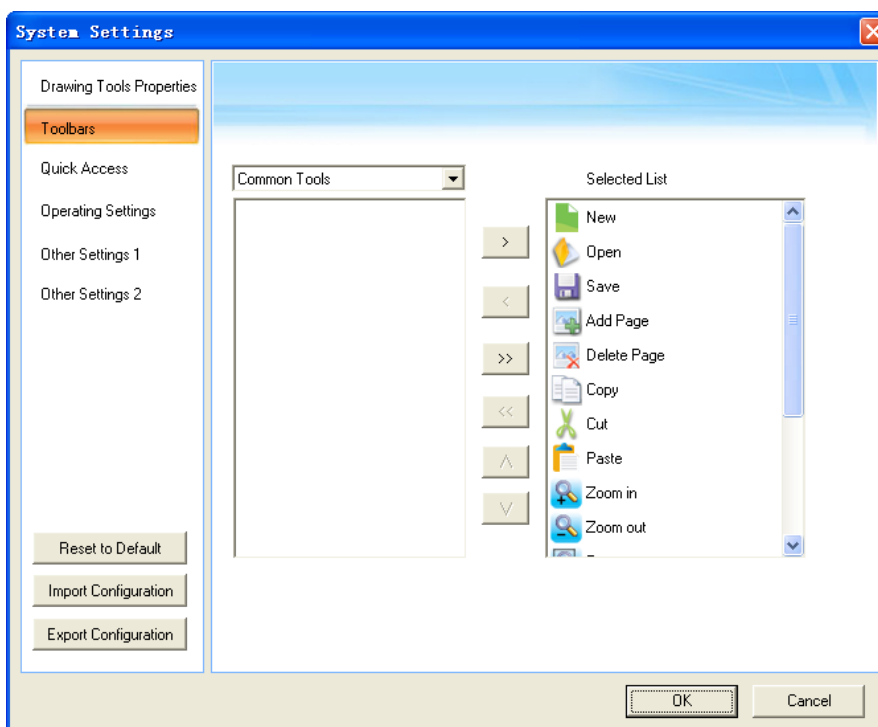 System Settings
Drawing Tools Properties
Toolbars
Quick Access
Operating Settings
Other Settings 1
Other Settings 2
Reset to Default
Import Configuration
Export Configuration
Common Tools
>
<
>>
<<
Selected List
New
Open
Save
Add Page
Delete Page
Copy
Cut
Paste
Zoom in
Zoom out
OK
Cancel